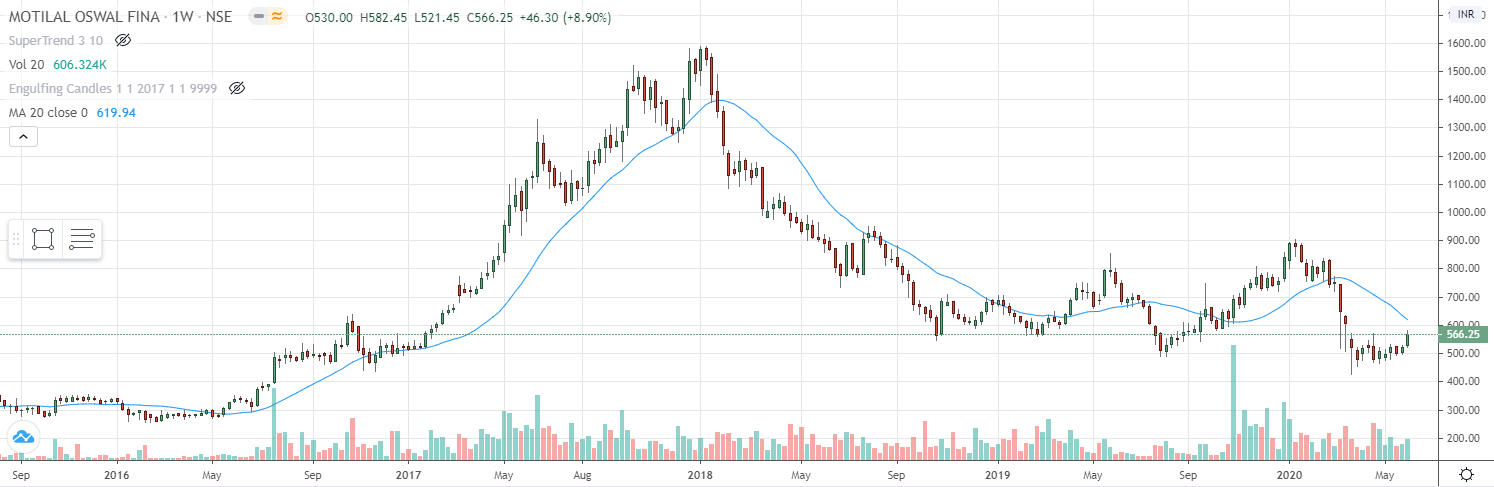 MOTILAL OSWAL FINA · 1W · NSE O530.00 H582.45 L521.45 C566.25 +46.30 (+8.90%)
SuperTrend 3 10
Vol 20 606.324K
Engulfing Candles 1 1 2017 1 1 9999
MA 20 close 0 619.94
INR
1600.00
1500.00
1400.00
1300.00
1200.00
1100.00
1000.00
900.00
800.00
700.00
600.00
566.25
500.00
400.00
300.00
200.00
Sep 2016 May Sep 2017 May Aug 2018 May Sep 2019 May Sep 2020 May